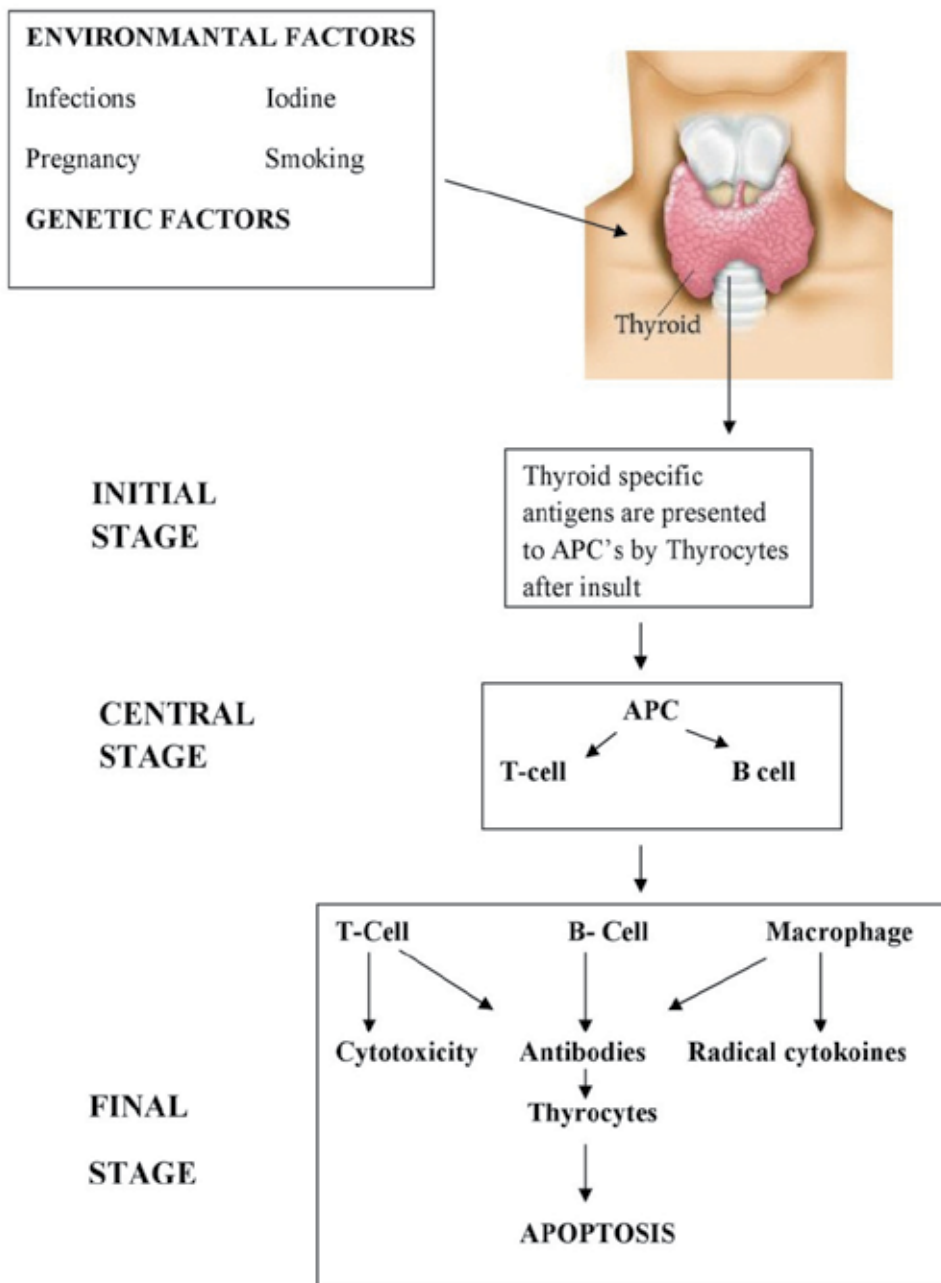 ENVIRONMANTAL FACTORS
Infections Iodine
Pregnancy Smoking
GENETIC FACTORS
Thyroid
INITIAL
STAGE
Thyroid specific
antigens are presented
to APC's by Thyrocytes
after insult
CENTRAL
STAGE
APC
T-cell B cell
T-Cell B- Cell Macrophage
Cytotoxicity Antibodies Radical cytokoines
Thyrocytes
FINAL
STAGE
APOPTOSIS